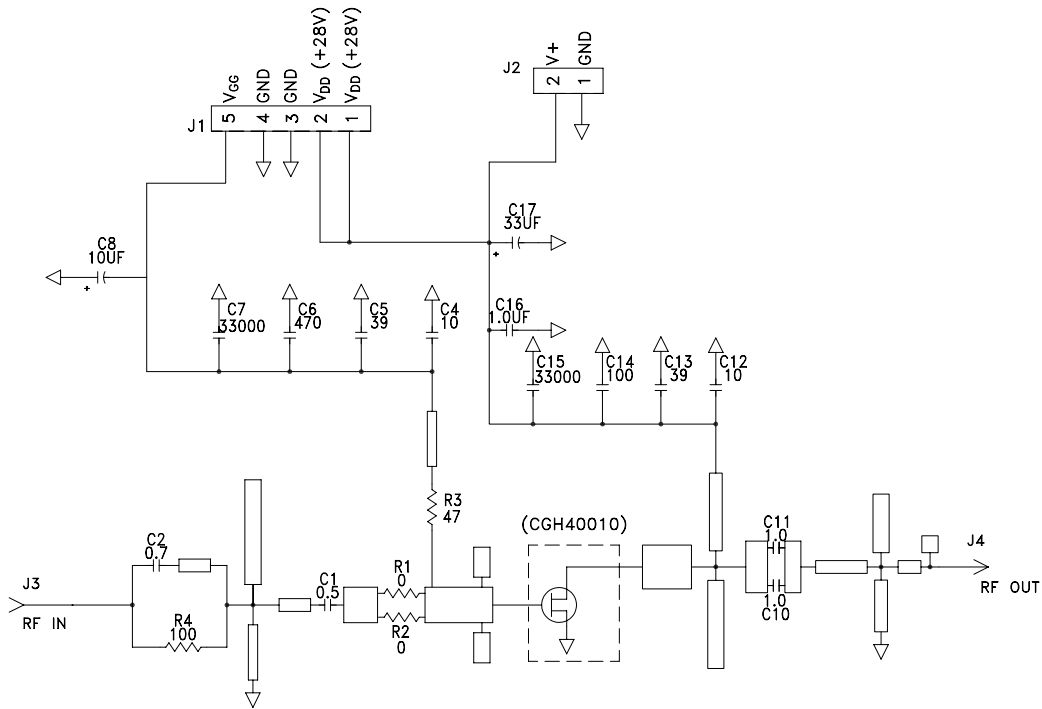 J1
5 VGG
4 GND
3 GND
2 VDD (+28V)
1 VDD (+28V)
J2
2 V+
1 GND
C17
33UF
+
C8
10UF
+
C7
33000
C6
470
C5
39
C4
10
C16
1.0UF
C15
33000
C14
100
C13
39
C12
10
R3
47
(CGH40010)
C11
1.0
1.0
C10
J4
RF OUT
J3
RF IN
C2
0.7
R4
100
C1
0.5
R1
0
R2
0